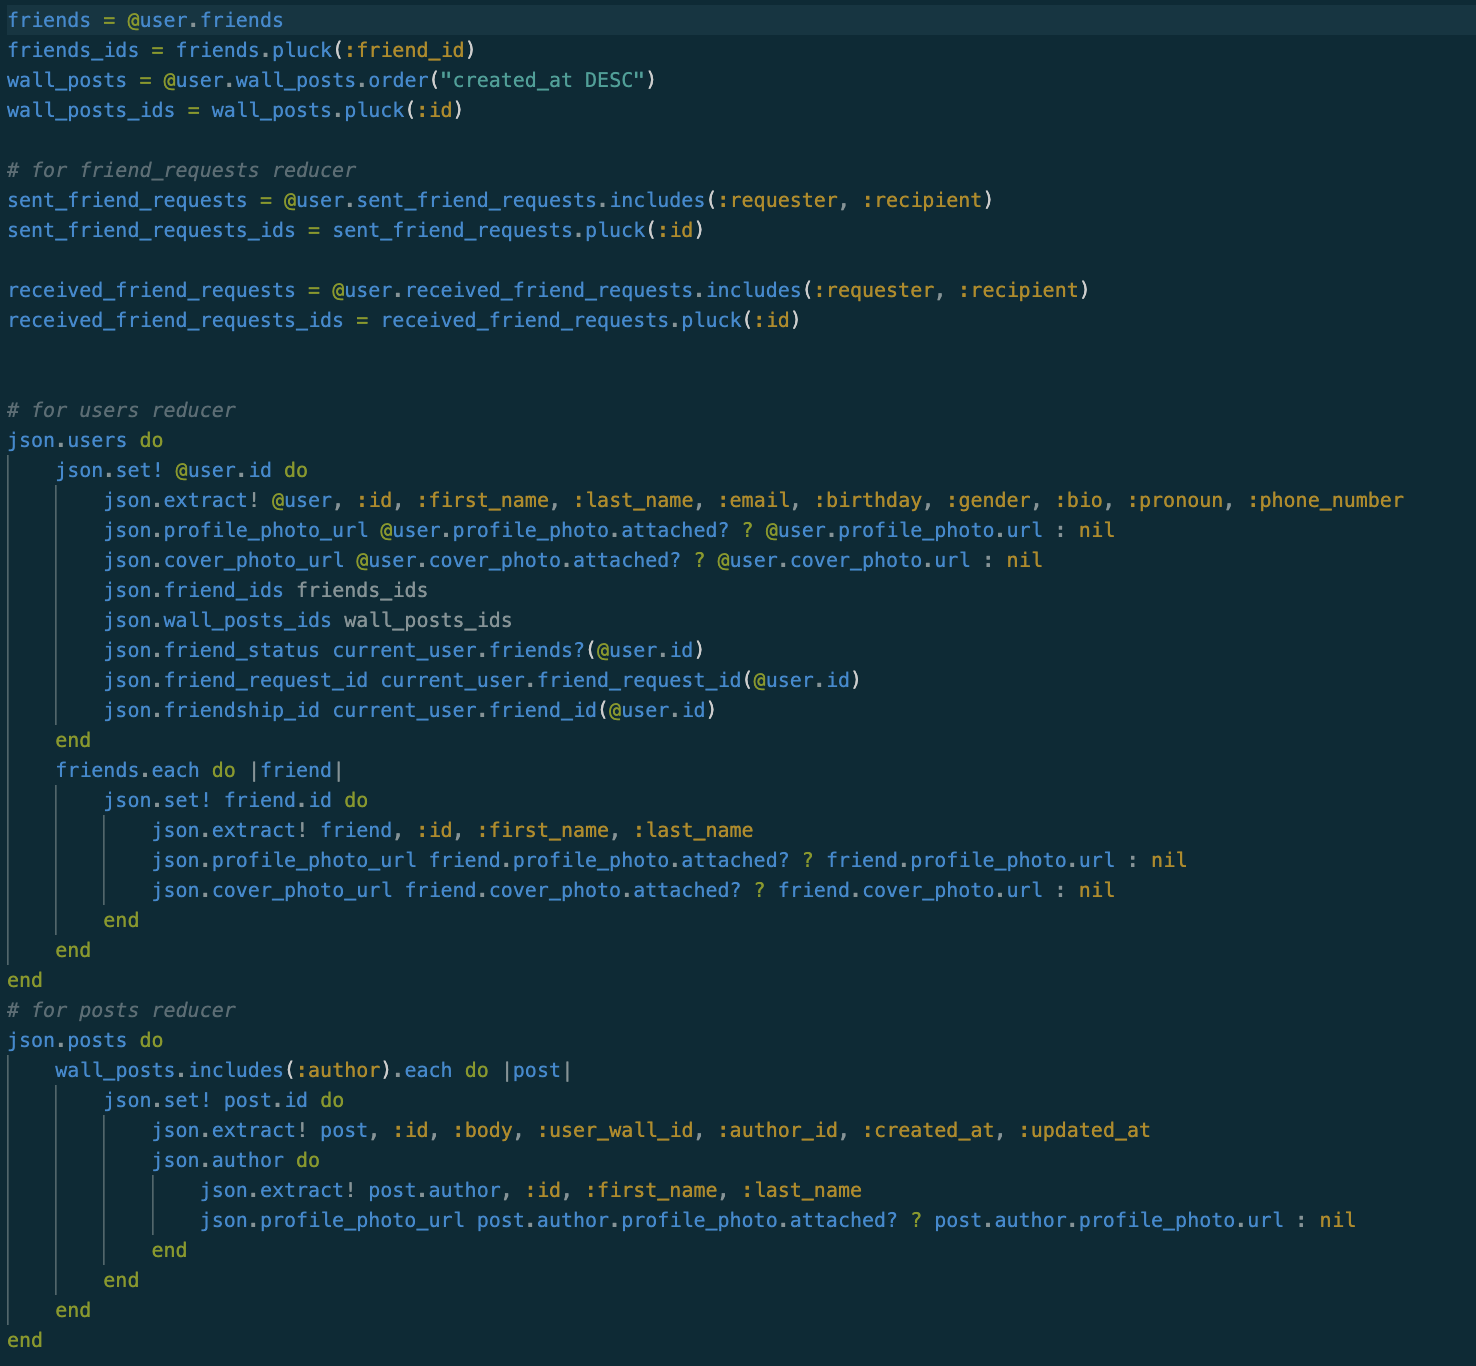 friends = @user.friends
friends_ids = friends.pluck(:friend_id)
wall_posts = @user.wall_posts.order("created_at DESC")
wall_posts_ids = wall_posts.pluck(:id)

# for friend_requests reducer
sent_friend_requests = @user.sent_friend_requests.includes(:requester, :recipient)
sent_friend_requests_ids = sent_friend_requests.pluck(:id)

received_friend_requests = @user.received_friend_requests.includes(:requester, :recipient)
received_friend_requests_ids = received_friend_requests.pluck(:id)


# for users reducer
json.users do
    json.set! @user.id do
        json.extract! @user, :id, :first_name, :last_name, :email, :birthday, :gender, :bio, :pronoun, :phone_number
        json.profile_photo_url @user.profile_photo.attached? ? @user.profile_photo.url : nil
        json.cover_photo_url @user.cover_photo.attached? ? @user.cover_photo.url : nil
        json.friend_ids friends_ids
        json.wall_posts_ids wall_posts_ids
        json.friend_status current_user.friends?(@user.id)
        json.friend_request_id current_user.friend_request_id(@user.id)
        json.friendship_id current_user.friend_id(@user.id)
    end
    friends.each do |friend|
        json.set! friend.id do
            json.extract! friend, :id, :first_name, :last_name
            json.profile_photo_url friend.profile_photo.attached? ? friend.profile_photo.url : nil
            json.cover_photo_url friend.cover_photo.attached? ? friend.cover_photo.url : nil
        end
    end
end
# for posts reducer
json.posts do
    wall_posts.includes(:author).each do |post|
        json.set! post.id do
            json.extract! post, :id, :body, :user_wall_id, :author_id, :created_at, :updated_at
            json.author do
                json.extract! post.author, :id, :first_name, :last_name
                json.profile_photo_url post.author.profile_photo.attached? ? post.author.profile_photo.url : nil
            end
        end
    end
end